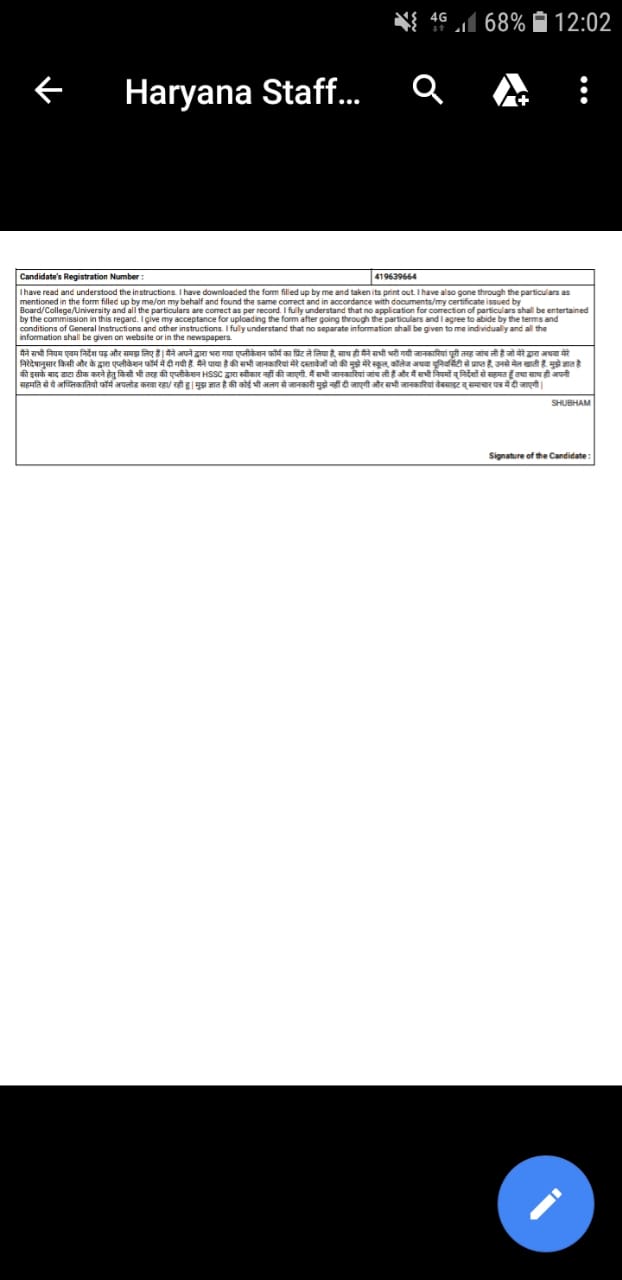 4G 68% 12:02
Haryana Staff...
Candidate's Registration Number : 419639664
I have read and understood the instructions. I have downloaded the form filled up by me and taken its print out. I have also gone through the particulars as
mentioned in the form filled up by me/on my behalf and found the same correct and in accordance with documents/my certificate issued by
Board/College/University and all the particulars are correct as per record. I fully understand that no application for correction of particulars shall be entertained
by the commission in this regard. I give my acceptance for uploading the form after going through the particulars and I agree to abide by the terms and
conditions of General Instructions and other instructions. I fully understand that no separate information shall be given to me individually and all the
information shall be given on website or in the newspapers.
मैंने सभी नियम एवम निर्देश पढ़ और समझ लिए हैं | मैंने अपने द्वारा भरा गया एप्लीकेशन फॉर्म का प्रिंट ले लिया है, साथ ही मैंने सभी भरी गयी जानकारियां पूरी तरह जांच ली है जो मेरे द्वारा अथवा मेरे
निरेदेषानुसार किसी और के द्वारा एप्लीकेशन फॉर्म में दी गयी हैं. मैंने पाया है की सभी जानकारियां मेरे दस्तावेजों जो की मुझे मेरे स्कूल, कॉलेज अथवा यूनिवर्सिटी से प्राप्त हैं, उनसे मेल खाती हैं. मुझे ज्ञात है
की इसके बाद डाटा ठीक करने हेतु किसी भी तरह की एप्लीकेशन HSSC द्वारा स्वीकार नहीं की जाएगी. मैं सभी जानकारियां जांच ली हैं और मैं सभी नियमों व् निर्देशों से सहमत हूँ तथा साथ ही अपनी
सहमति से ये अप्लिकातिवो फॉर्म अपलोड करवा रहा/ रही हु | मुझे ज्ञात है की कोई भी अलग से जानकारी मुझे नहीं दी जाएगी और सभी जानकारियां वेबसाइट व् समाचार पत्र में दी जाएगी |
SHUBHAM
Signature of the Candidate :